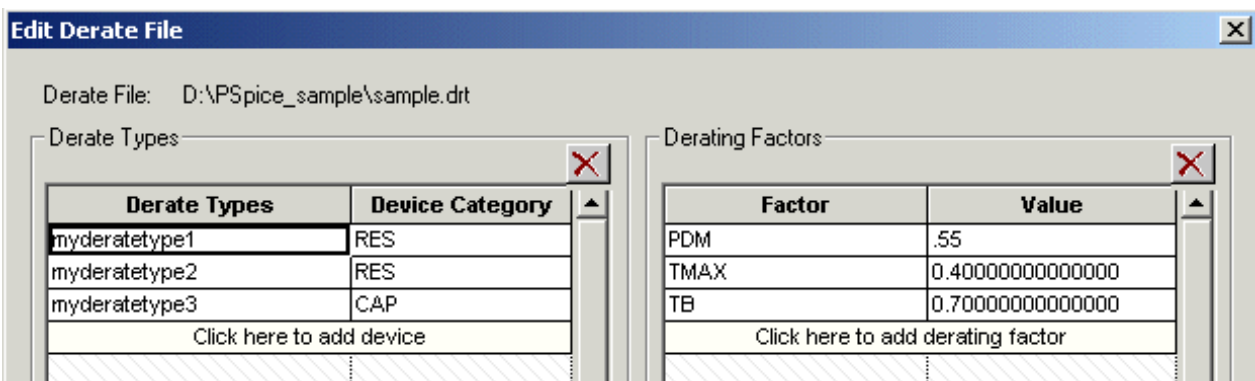 Edit Derate File
Derate File: D:\PSpice_sample\sample.drt
Derate Types
Derate Types Device Category
myderatetype1 RES
myderatetype2 RES
myderatetype3 CAP
Click here to add device
Derating Factors
Factor Value
PDM .55
TMAX 0.40000000000000
TB 0.70000000000000
Click here to add derating factor